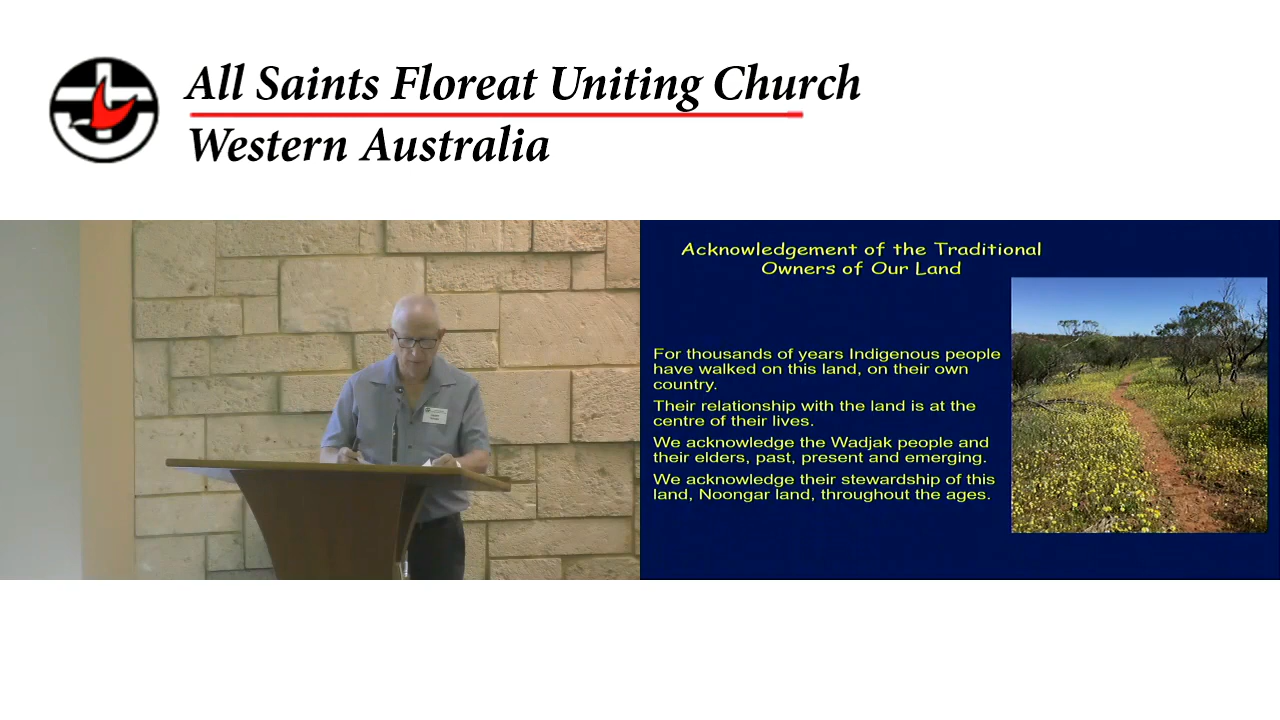 All Saints Floreat Uniting Church
Western Australia
Acknowledgement of the Traditional
Owners of Our Land
For thousands of years Indigenous people
have walked on this land, on their own
country.
Their relationship with the land is at the
centre of their lives.
We acknowledge the Wadjak people and
their elders, past, present and emerging.
We acknowledge their stewardship of this
land, Noongar land, throughout the ages.